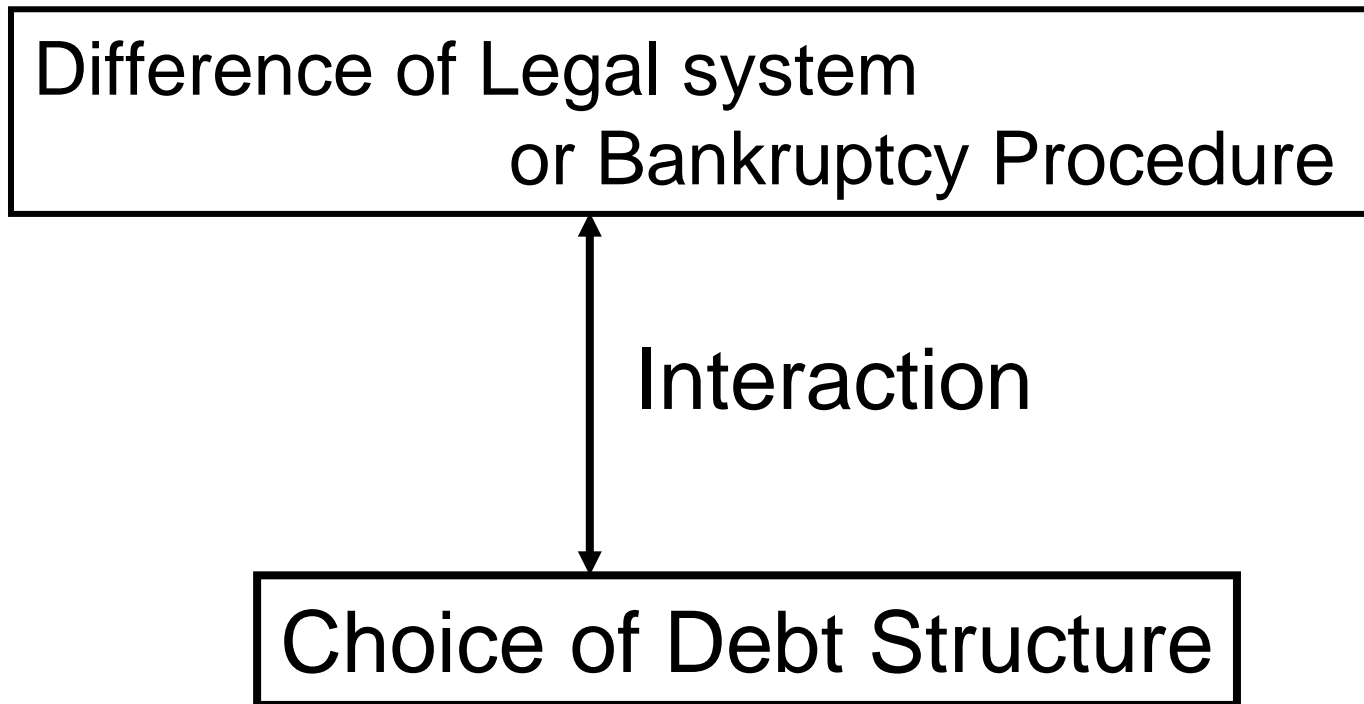 Difference of Legal system
or Bankruptcy Procedure
Interaction
Choice of Debt Structure